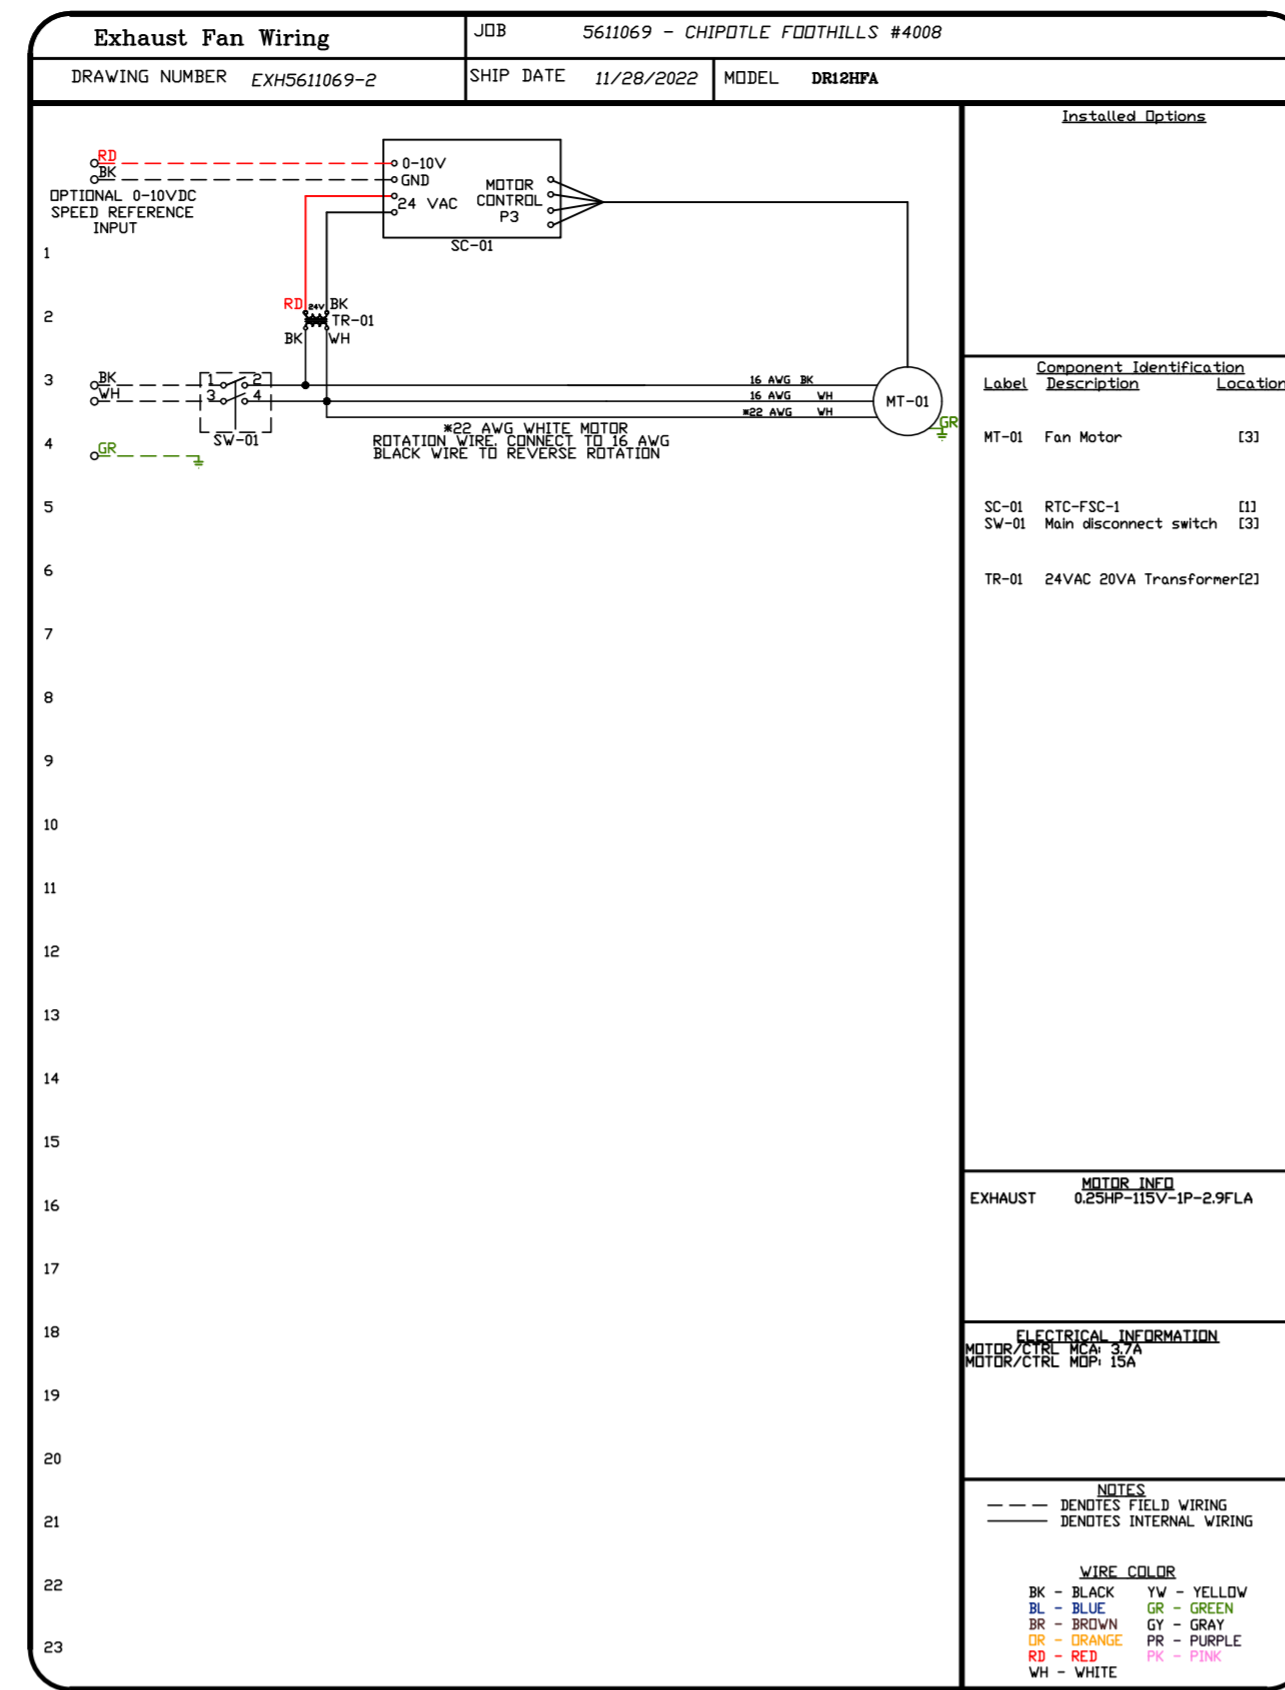 Exhaust Fan Wiring
JOB 5611069 - CHIPOTLE FOOTHILLS #4008
DRAWING NUMBER EXH5611069-2
SHIP DATE 11/28/2022
MODEL DR12HFA
RD
BK
OPTIONAL 0-10VDC
SPEED REFERENCE
INPUT
0-10V
GND
24 VAC
MOTOR
CONTROL
P3
SC-01
RD 24V BK
TR-01
BK WH
BK
WH
1 2
3 4
SW-01
GR
16 AWG BK
16 AWG WH
*22 AWG WH
MT-01
GR
*22 AWG WHITE MOTOR
ROTATION WIRE. CONNECT TO 16 AWG
BLACK WIRE TO REVERSE ROTATION
1
2
3
4
5
6
7
8
9
10
11
12
13
14
15
16
17
18
19
20
21
22
23
Installed Options
Component Identification
Label Description Location
MT-01 Fan Motor [3]
SC-01 RTC-FSC-1 [1]
SW-01 Main disconnect switch [3]
TR-01 24VAC 20VA Transformer[2]
MOTOR INFO
EXHAUST 0.25HP-115V-1P-2.9FLA
ELECTRICAL INFORMATION
MOTOR/CTRL MCA: 3.7A
MOTOR/CTRL MOP: 15A
NOTES
DENOTES FIELD WIRING
DENOTES INTERNAL WIRING
WIRE COLOR
BK - BLACK YW - YELLOW
BL - BLUE GR - GREEN
BR - BROWN GY - GRAY
OR - ORANGE PR - PURPLE
RD - RED PK - PINK
WH - WHITE